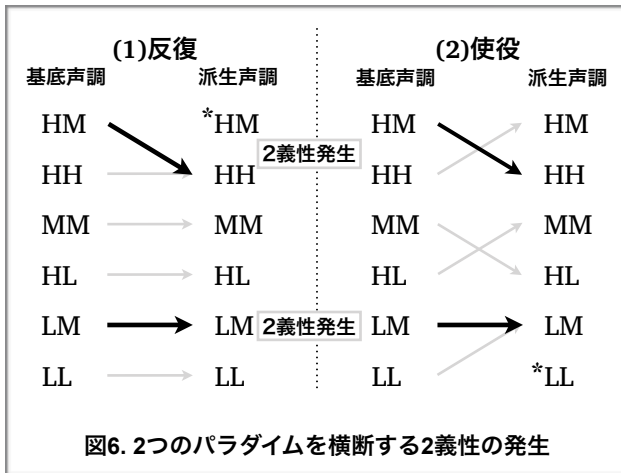 (1)反復 (2)使役
基底声調 派生声調 基底声調 派生声調
HM *HM HM HM
2義性発生
HH HH HH HH
MM MM MM MM
HL HL HL HL
LM LM 2義性発生 LM LM
LL LL LL *LL
図6. 2つのパラダイムを横断する2義性の発生